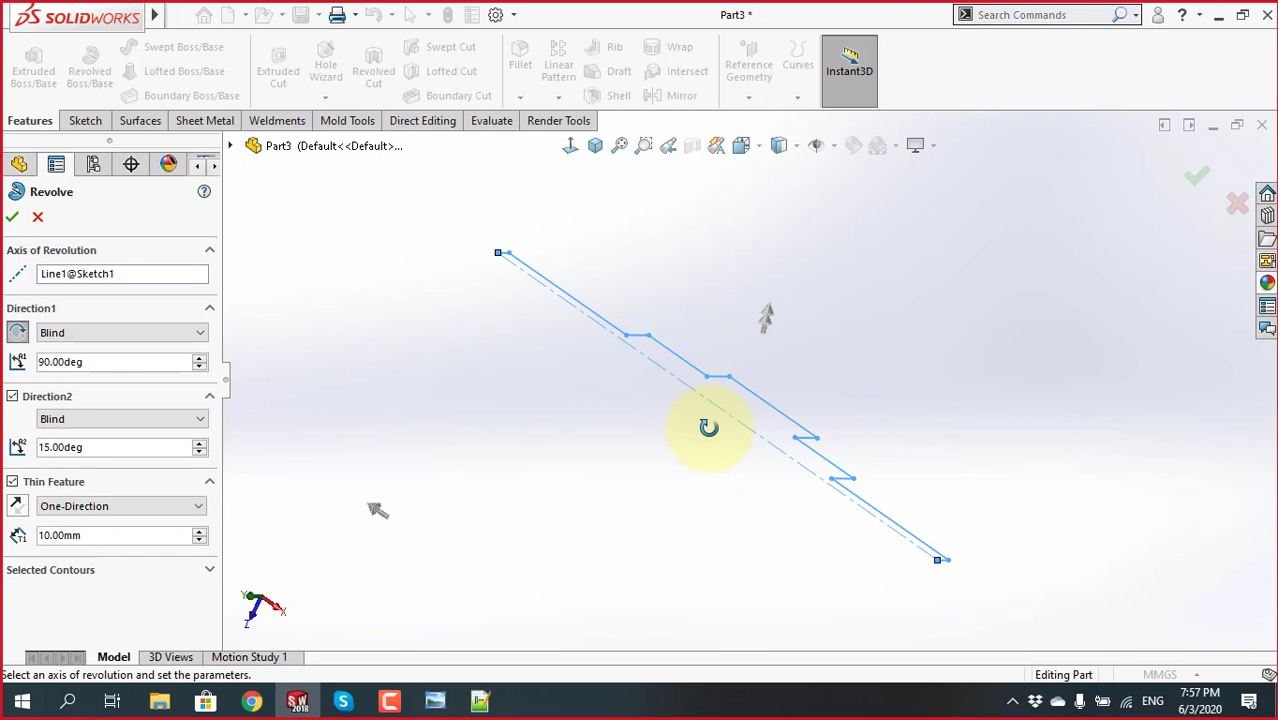 SOLIDWORKS
Part3 *
Search Commands
Extruded Boss/Base
Revolved Boss/Base
Swept Boss/Base
Lofted Boss/Base
Boundary Boss/Base
Extruded Cut
Hole Wizard
Revolved Cut
Swept Cut
Lofted Cut
Boundary Cut
Fillet
Linear Pattern
Rib
Draft
Shell
Wrap
Intersect
Mirror
Reference Geometry
Curves
Instant3D
Features
Sketch
Surfaces
Sheet Metal
Weldments
Mold Tools
Direct Editing
Evaluate
Render Tools
Part3 (Default<<Default>...
Revolve
Axis of Revolution
Line1@Sketch1
Direction1
Blind
90.00deg
Direction2
Blind
15.00deg
Thin Feature
One-Direction
10.00mm
Selected Contours
Y
X
Z
Model
3D Views
Motion Study 1
Select an axis of revolution and set the parameters.
Editing Part
MMGS
SW
2018
ENG
7:57 PM
6/3/2020